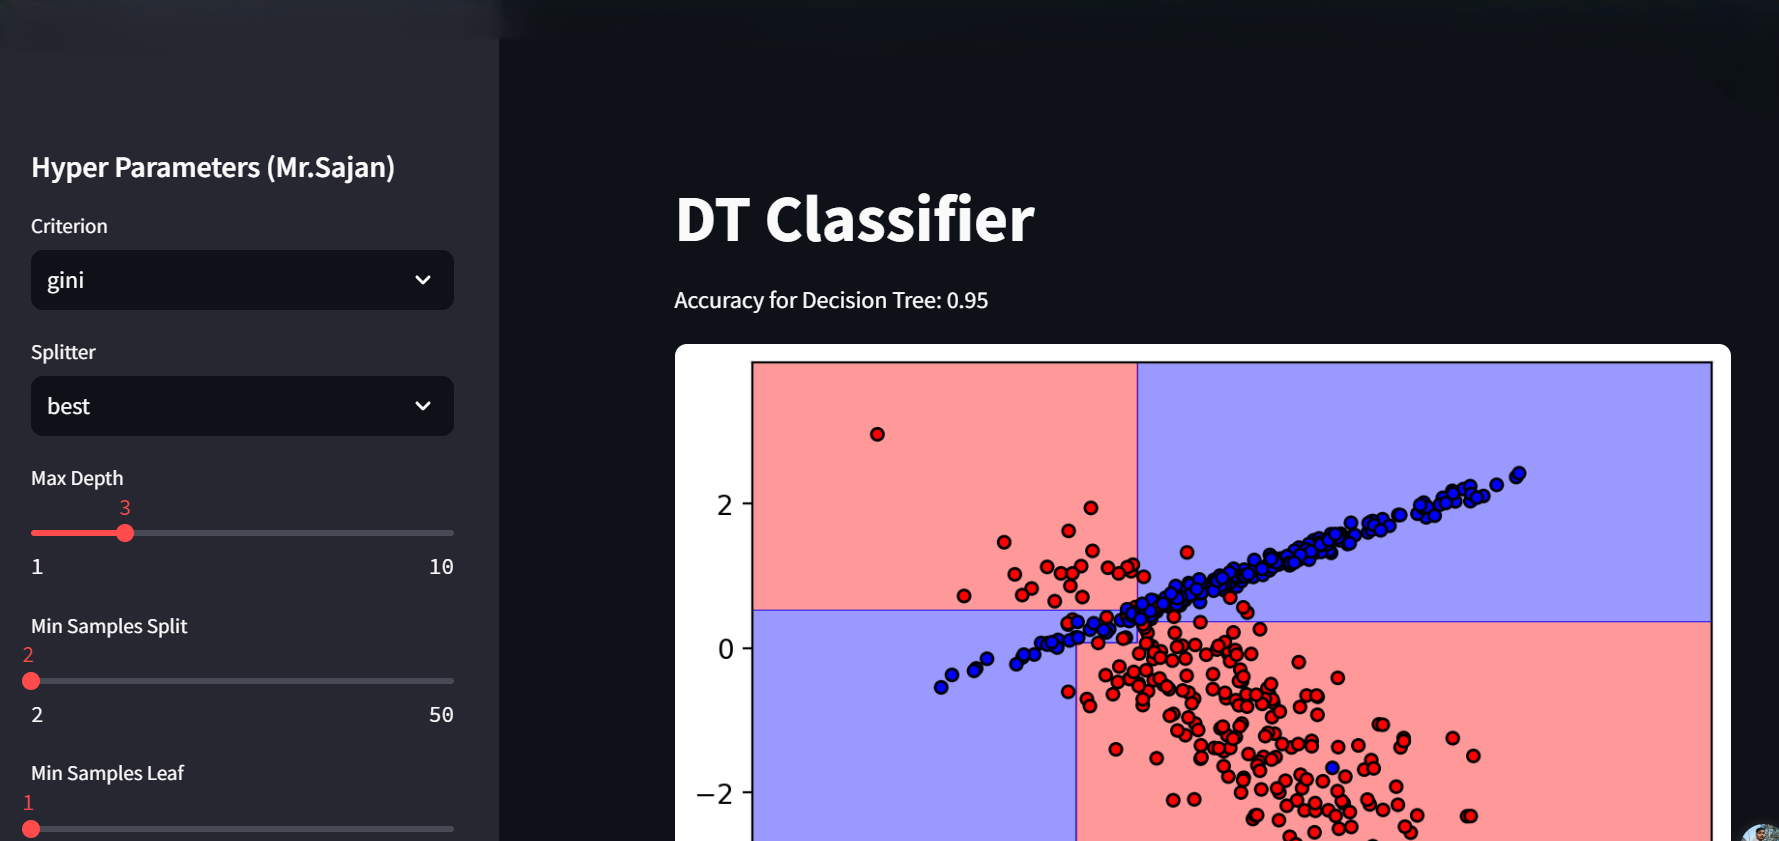 Hyper Parameters (Mr.Sajan)
Criterion
gini
Splitter
best
Max Depth
3
1 10
Min Samples Split
2
2 50
Min Samples Leaf
1
DT Classifier
Accuracy for Decision Tree: 0.95
2
0
−2